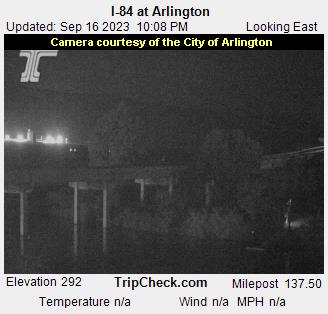 I-84 at Arlington
Updated: Sep 16 2023 10:08 PM Looking East
Camera courtesy of the City of Arlington
Elevation 292 TripCheck.com Milepost 137.50
Temperature n/a Wind n/a MPH n/a